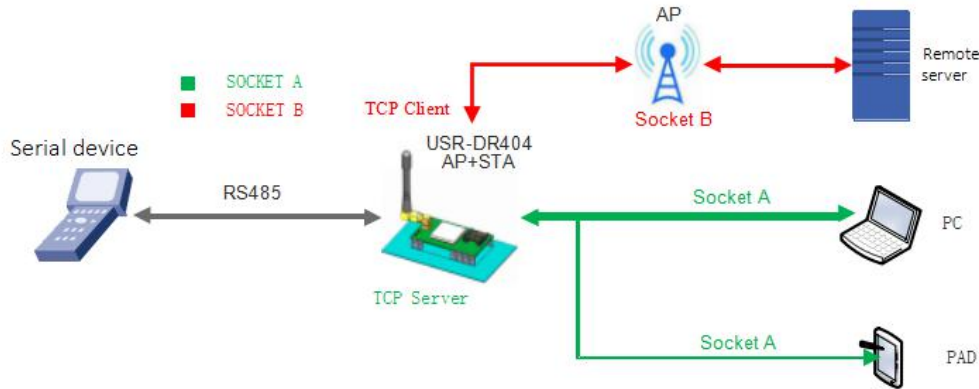 AP
Remote
server
SOCKET A
SOCKET B
TCP Client
Socket B
Serial device
USR-DR404
AP+STA
RS485
Socket A
PC
TCP Server
Socket A
PAD